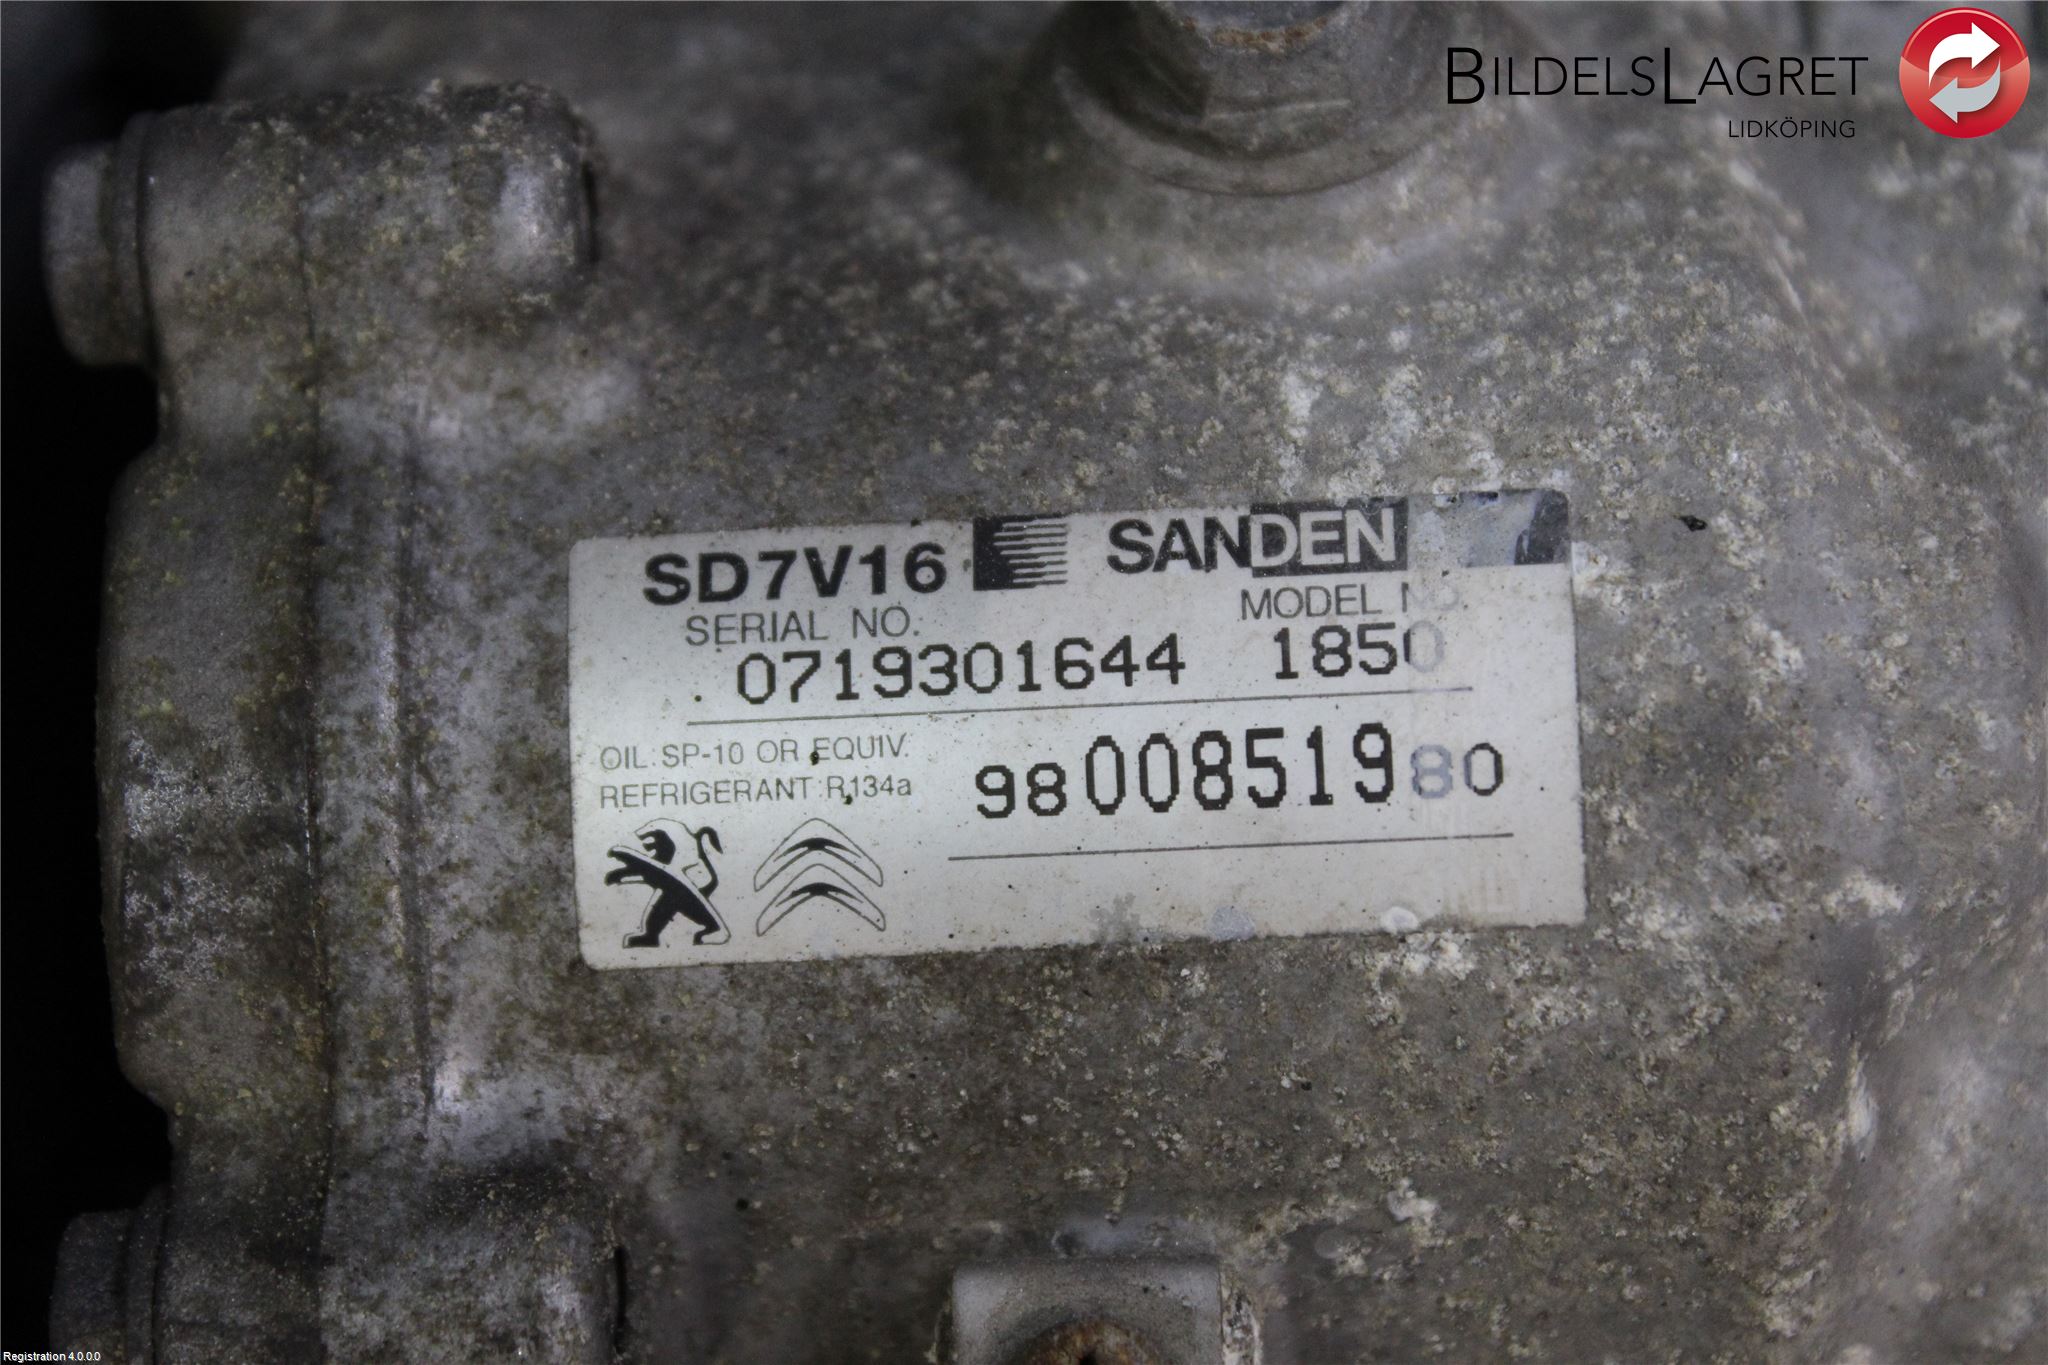 BILDELSLAGRET
LIDKÖPING
SD7V16 SANDEN
SERIAL NO. MODEL NO
0719301644 1850
OIL: SP-10 OR EQUIV.
REFRIGERANT: R134a
9800851980
Registration 4.0.0.0